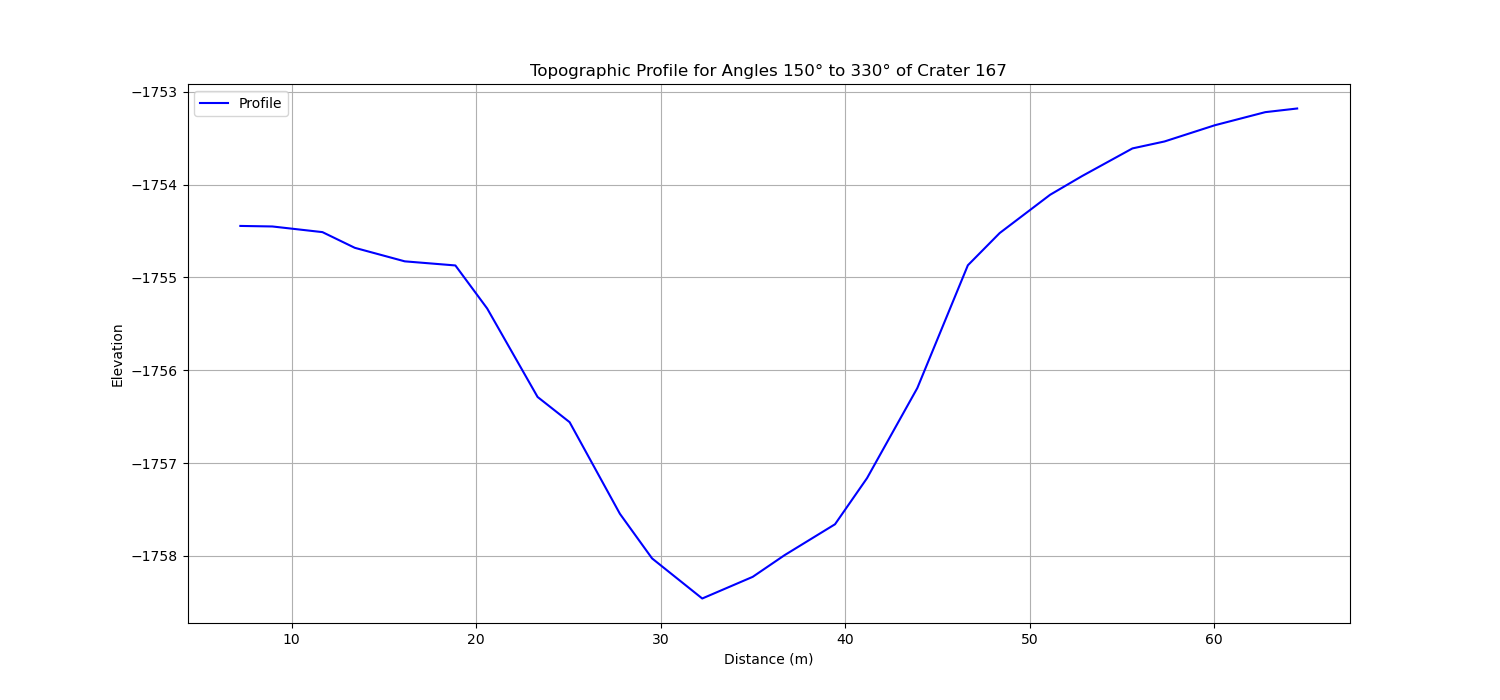 Topographic Profile for Angles 150° to 330° of Crater 167
Profile
−1753
−1754
−1755
−1756
−1757
−1758
Elevation
10 20 30 40 50 60
Distance (m)